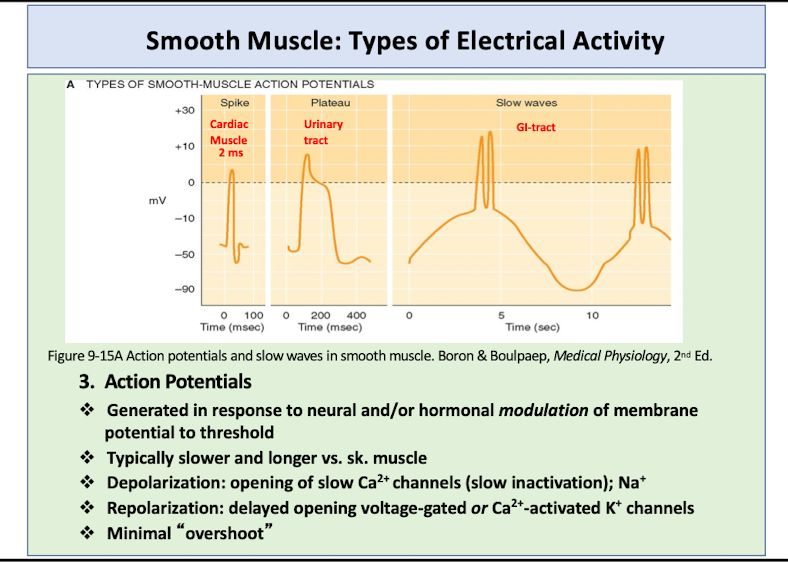 Smooth Muscle: Types of Electrical Activity
A TYPES OF SMOOTH-MUSCLE ACTION POTENTIALS
Spike
Plateau
Slow waves
Cardiac
Muscle
2 ms
Urinary
tract
GI-tract
+30
+10
0
−10
−50
−90
mV
0 100
Time (msec)
0 200 400
Time (msec)
0 5 10
Time (sec)
Figure 9-15A Action potentials and slow waves in smooth muscle. Boron & Boulpaep, Medical Physiology, 2nd Ed.
3. Action Potentials
❖ Generated in response to neural and/or hormonal modulation of membrane
potential to threshold
❖ Typically slower and longer vs. sk. muscle
❖ Depolarization: opening of slow Ca2+ channels (slow inactivation); Na+
❖ Repolarization: delayed opening voltage-gated or Ca2+-activated K+ channels
❖ Minimal “overshoot”